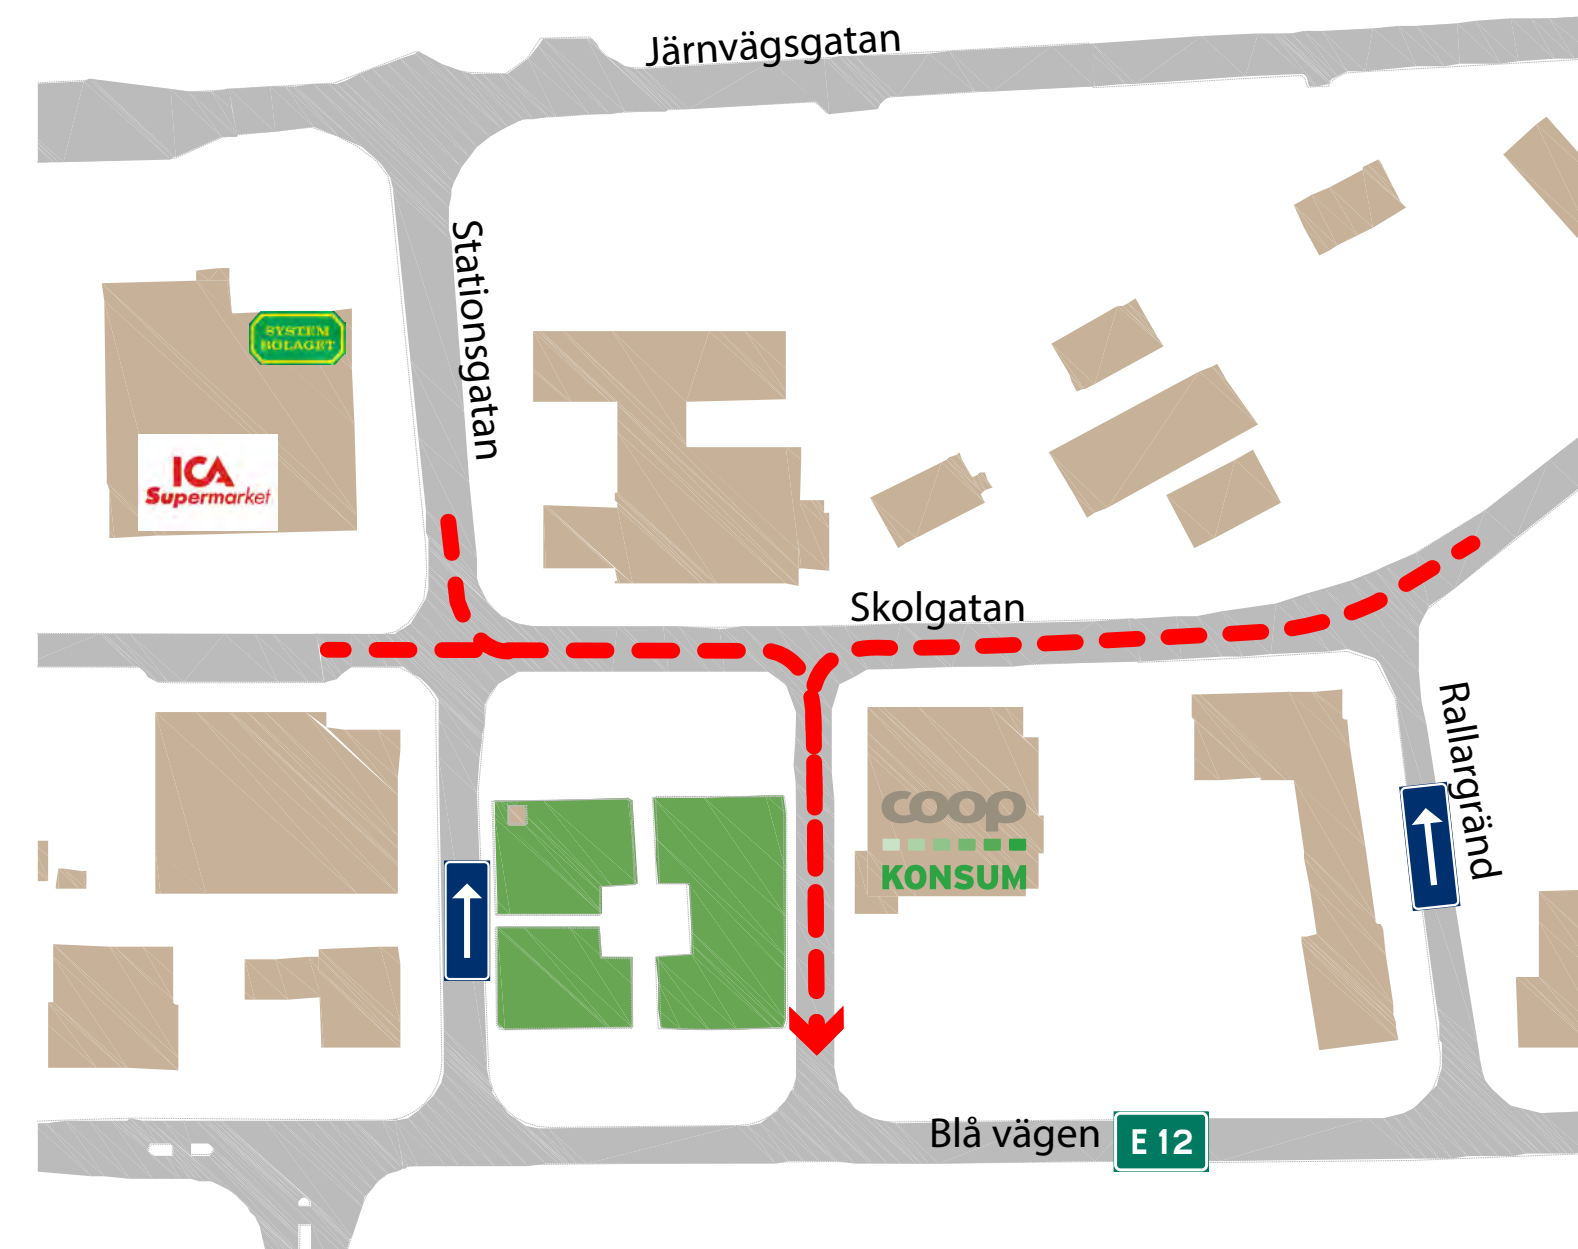 Järnvägsgatan
Stationsgatan
SYSTEM
BOLAGET
ICA
Supermarket
Skolgatan
Rallargränd
coop
KONSUM
Blå vägen
E 12